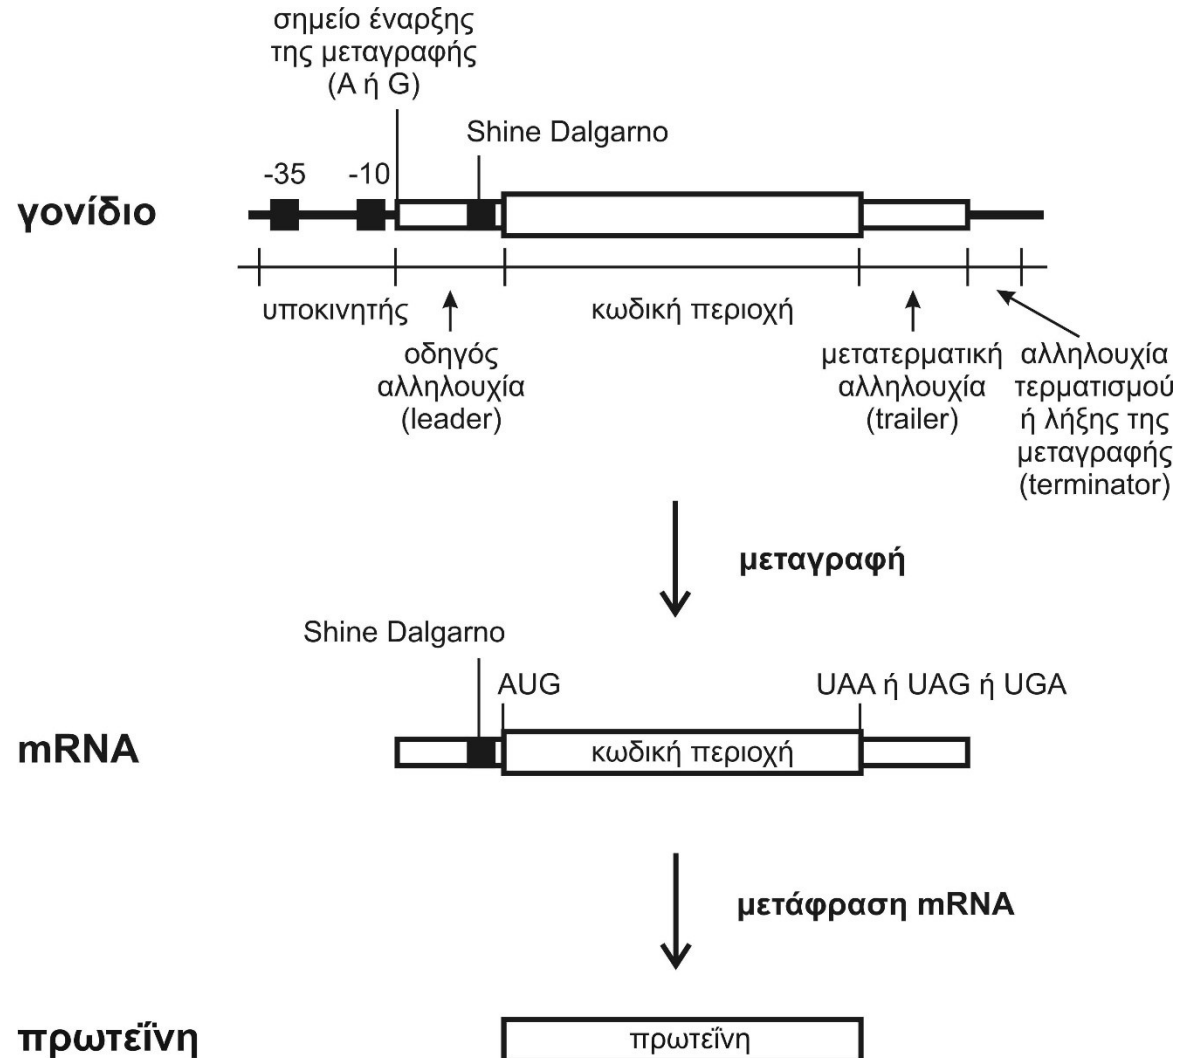 σημείο έναρξης
της μεταγραφής
(Α ή G)
Shine Dalgarno
-35
-10
γονίδιο
υποκινητής
κωδική περιοχή
οδηγός
αλληλουχία
(leader)
μετατερματική
αλληλουχία
(trailer)
αλληλουχία
τερματισμού
ή λήξης της
μεταγραφής
(terminator)
μεταγραφή
Shine Dalgarno
AUG
UAA ή UAG ή UGA
mRNA
κωδική περιοχή
μετάφραση mRNA
πρωτεΐνη
πρωτεΐνη